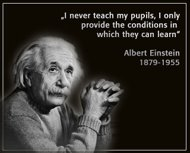 „I never teach my pupils, I only
provide the conditions in
which they can learn”
Albert Einstein
1879-1955